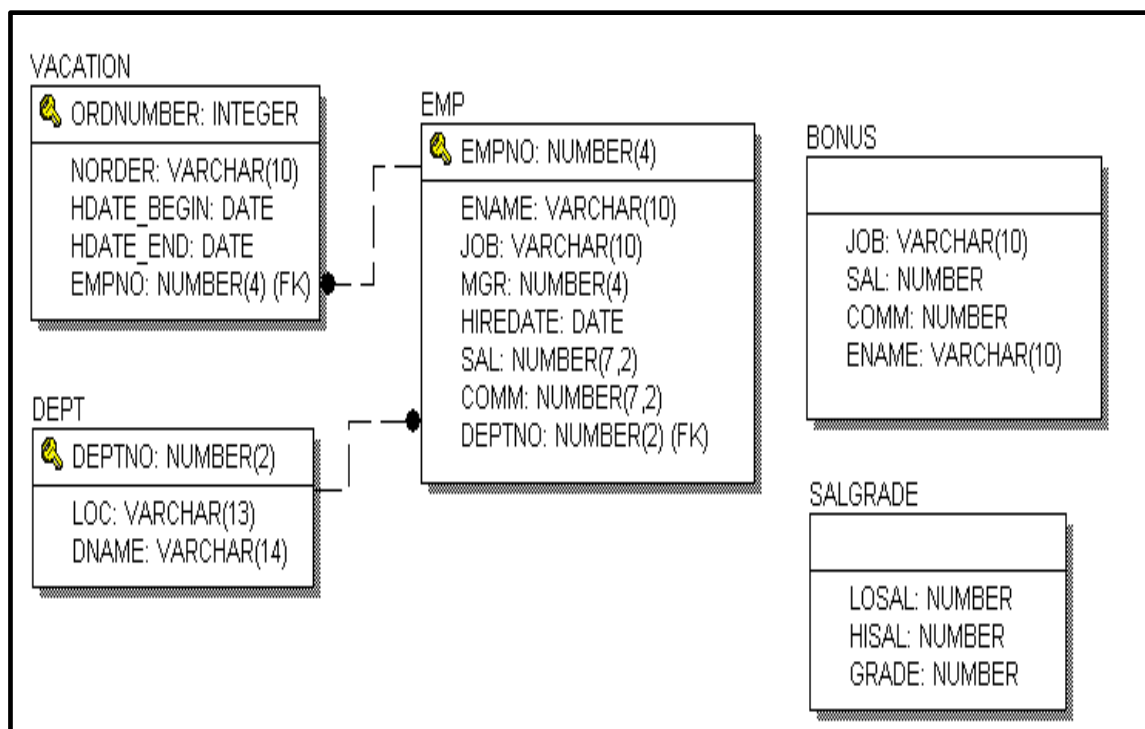 VACATION
ORDNUMBER: INTEGER
NORDER: VARCHAR(10)
HDATE_BEGIN: DATE
HDATE_END: DATE
EMPNO: NUMBER(4) (FK)
EMP
EMPNO: NUMBER(4)
ENAME: VARCHAR(10)
JOB: VARCHAR(10)
MGR: NUMBER(4)
HIREDATE: DATE
SAL: NUMBER(7,2)
COMM: NUMBER(7,2)
DEPTNO: NUMBER(2) (FK)
BONUS
JOB: VARCHAR(10)
SAL: NUMBER
COMM: NUMBER
ENAME: VARCHAR(10)
DEPT
DEPTNO: NUMBER(2)
LOC: VARCHAR(13)
DNAME: VARCHAR(14)
SALGRADE
LOSAL: NUMBER
HISAL: NUMBER
GRADE: NUMBER